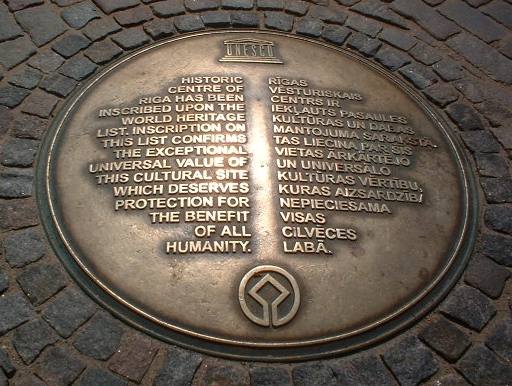 UNESCO
HISTORIC
CENTRE OF
RIGA HAS BEEN
INSCRIBED UPON THE
WORLD HERITAGE
LIST. INSCRIPTION ON
THIS LIST CONFIRMS
THE EXCEPTIONAL
UNIVERSAL VALUE OF
THIS CULTURAL SITE
WHICH DESERVES
PROTECTION FOR
THE BENEFIT
OF ALL
HUMANITY.
RĪGAS
VĒSTURISKAIS
CENTRS IR
IEKĻAUTS PASAULES
KULTŪRAS UN DABAS
MANTOJUMA SARAKSTĀ.
TAS LIECINA PAR ŠĪS
VIETAS ĀRKĀRTĒJO
UN UNIVERSĀLO
KULTŪRAS VĒRTĪBU,
KURAS AIZSARDZĪBA
NEPIECIEŠAMA
VISAS
CILVĒCES
LABĀ.